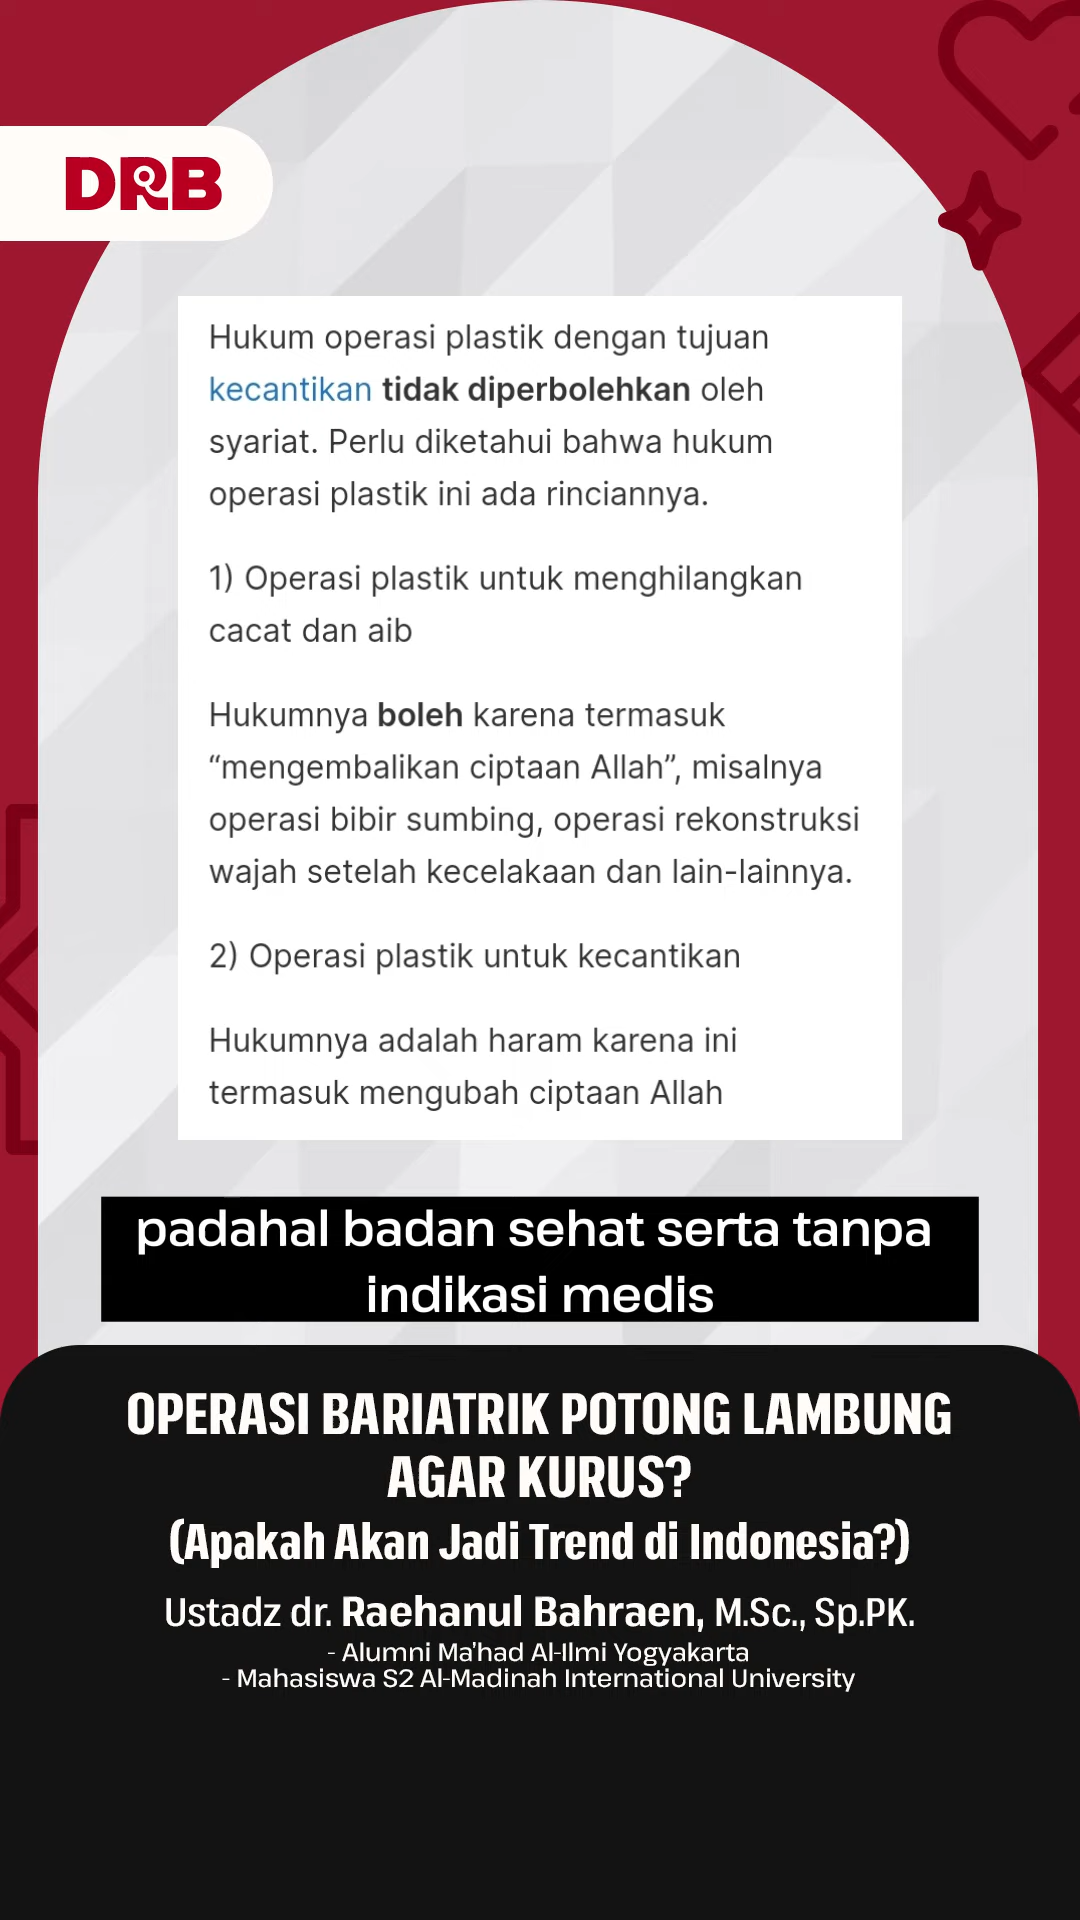 DRB
Hukum operasi plastik dengan tujuan
kecantikan tidak diperbolehkan oleh
syariat. Perlu diketahui bahwa hukum
operasi plastik ini ada rinciannya.
1) Operasi plastik untuk menghilangkan
cacat dan aib
Hukumnya boleh karena termasuk
“mengembalikan ciptaan Allah”, misalnya
operasi bibir sumbing, operasi rekonstruksi
wajah setelah kecelakaan dan lain-lainnya.
2) Operasi plastik untuk kecantikan
Hukumnya adalah haram karena ini
termasuk mengubah ciptaan Allah
padahal badan sehat serta tanpa
indikasi medis
OPERASI BARIATRIK POTONG LAMBUNG
AGAR KURUS?
(Apakah Akan Jadi Trend di Indonesia?)
Ustadz dr. Raehanul Bahraen, M.Sc., Sp.PK.
- Alumni Ma'had Al-Ilmi Yogyakarta
- Mahasiswa S2 Al-Madinah International University